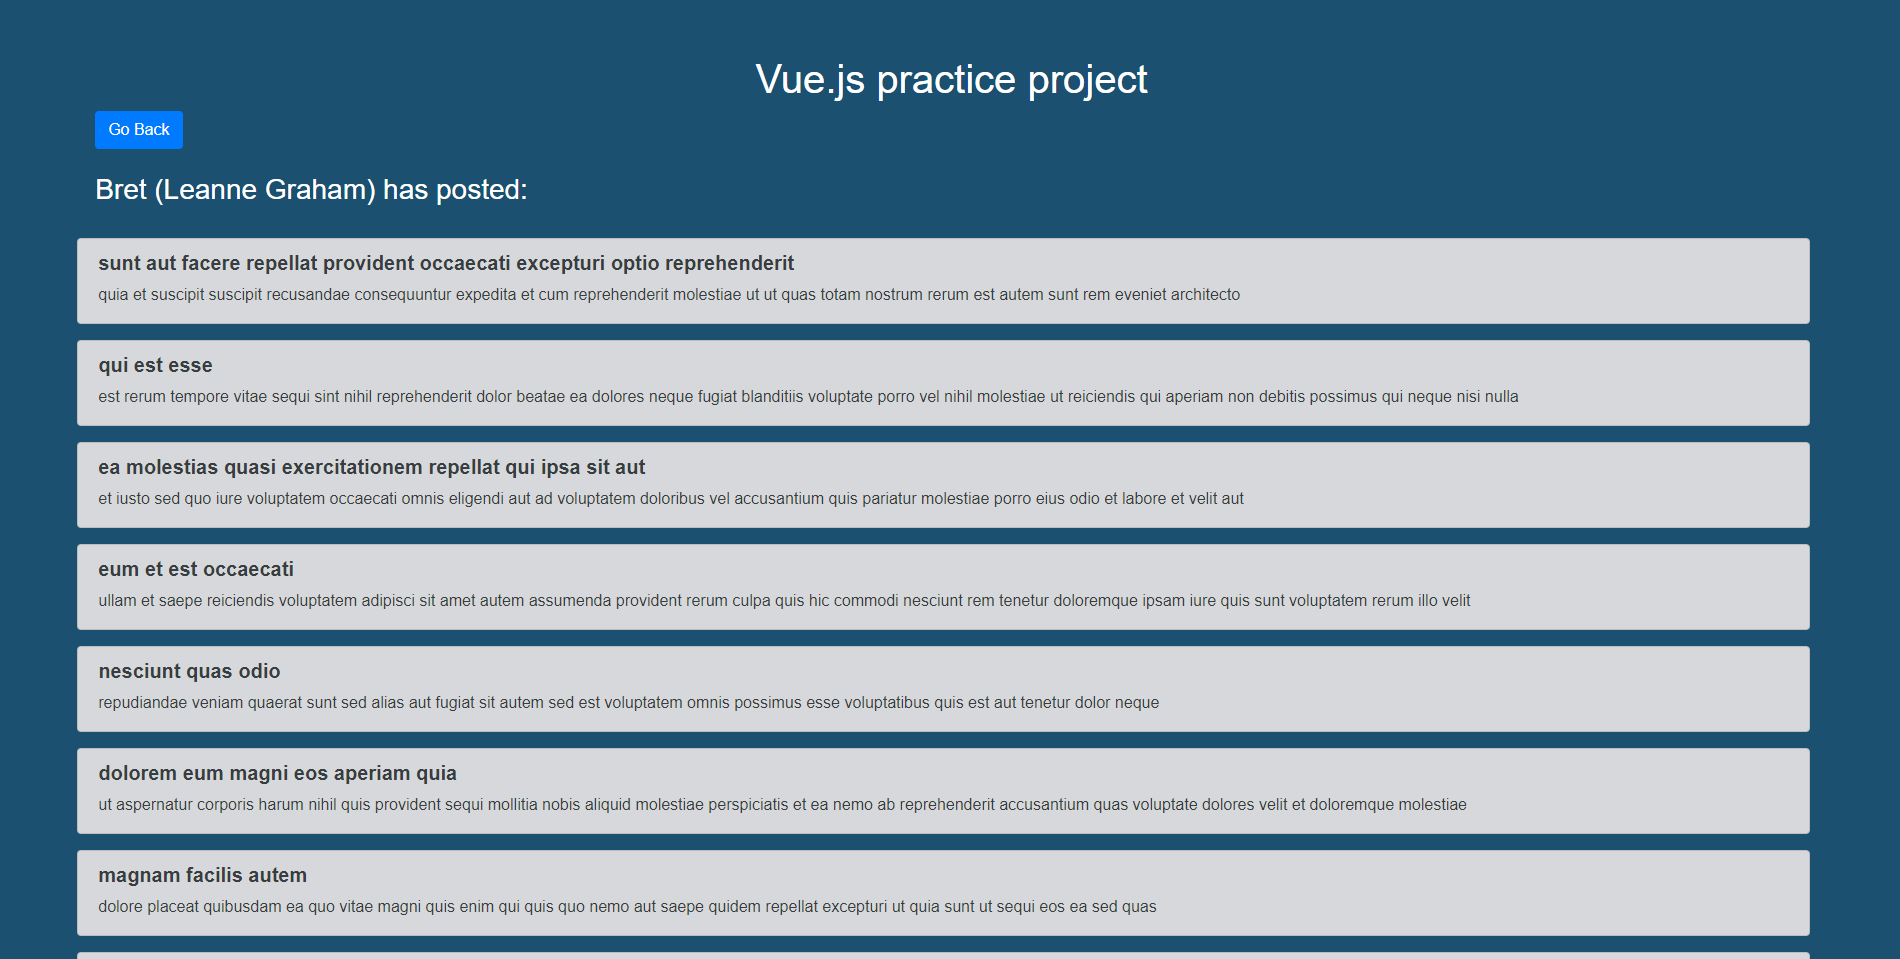 Vue.js practice project
Go Back
Bret (Leanne Graham) has posted:
sunt aut facere repellat provident occaecati excepturi optio reprehenderit
quia et suscipit suscipit recusandae consequuntur expedita et cum reprehenderit molestiae ut ut quas totam nostrum rerum est autem sunt rem eveniet architecto
qui est esse
est rerum tempore vitae sequi sint nihil reprehenderit dolor beatae ea dolores neque fugiat blanditiis voluptate porro vel nihil molestiae ut reiciendis qui aperiam non debitis possimus qui neque nisi nulla
ea molestias quasi exercitationem repellat qui ipsa sit aut
et iusto sed quo iure voluptatem occaecati omnis eligendi aut ad voluptatem doloribus vel accusantium quis pariatur molestiae porro eius odio et labore et velit aut
eum et est occaecati
ullam et saepe reiciendis voluptatem adipisci sit amet autem assumenda provident rerum culpa quis hic commodi nesciunt rem tenetur doloremque ipsam iure quis sunt voluptatem rerum illo velit
nesciunt quas odio
repudiandae veniam quaerat sunt sed alias aut fugiat sit autem sed est voluptatem omnis possimus esse voluptatibus quis est aut tenetur dolor neque
dolorem eum magni eos aperiam quia
ut aspernatur corporis harum nihil quis provident sequi mollitia nobis aliquid molestiae perspiciatis et ea nemo ab reprehenderit accusantium quas voluptate dolores velit et doloremque molestiae
magnam facilis autem
dolore placeat quibusdam ea quo vitae magni quis enim qui quis quo nemo aut saepe quidem repellat excepturi ut quia sunt ut sequi eos ea sed quas